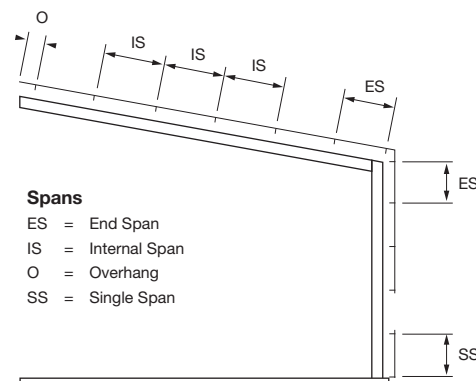 O
IS
IS
IS
ES
ES
Spans
ES = End Span
IS = Internal Span
O = Overhang
SS = Single Span
SS